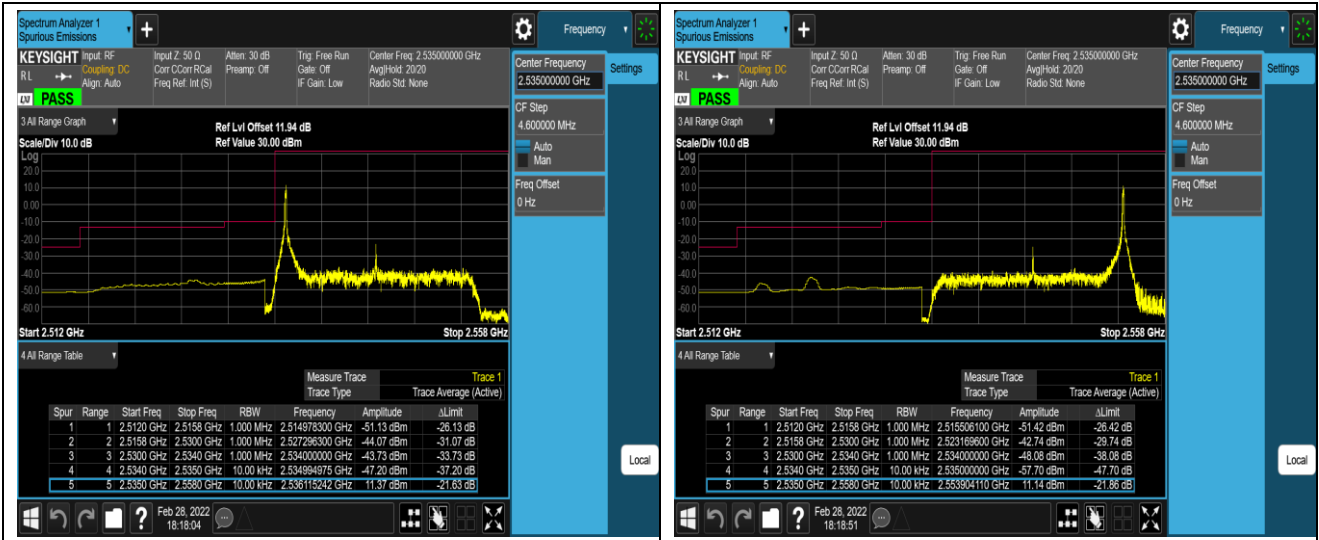 Spectrum Analyzer 1
Spurious Emissions
+
Frequency
KEYSIGHT Input: RF Input Z: 50 Ω Atten: 30 dB Trig: Free Run Center Freq: 2.535000000 GHz
RL Coupling: DC Corr CCorr RCal Preamp: Off Gate: Off Avg|Hold: 20/20
Align: Auto Freq Ref: Int (S) IF Gain: Low Radio Std: None
LXI PASS
Center Frequency
2.535000000 GHz
Settings
CF Step
4.600000 MHz
Auto
Man
Freq Offset
0 Hz
3 All Range Graph
Ref Lvl Offset 11.94 dB
Scale/Div 10.0 dB Ref Value 30.00 dBm
Log
20.0
10.0
0.00
-10.0
-20.0
-30.0
-40.0
-50.0
-60.0
Start 2.512 GHz Stop 2.558 GHz
4 All Range Table
Measure Trace Trace 1
Trace Type Trace Average (Active)
Spur Range Start Freq Stop Freq RBW Frequency Amplitude ΔLimit
1 1 2.5120 GHz 2.5158 GHz 1.000 MHz 2.514978300 GHz -51.13 dBm -26.13 dB
2 2 2.5158 GHz 2.5300 GHz 1.000 MHz 2.527296300 GHz -44.07 dBm -31.07 dB
3 3 2.5300 GHz 2.5340 GHz 1.000 MHz 2.534000000 GHz -43.73 dBm -33.73 dB
4 4 2.5340 GHz 2.5350 GHz 10.00 kHz 2.534994975 GHz -47.20 dBm -37.20 dB
5 5 2.5350 GHz 2.5580 GHz 10.00 kHz 2.536115242 GHz 11.37 dBm -21.63 dB
Local
? Feb 28, 2022
18:18:04
Spectrum Analyzer 1
Spurious Emissions
+
Frequency
KEYSIGHT Input: RF Input Z: 50 Ω Atten: 30 dB Trig: Free Run Center Freq: 2.535000000 GHz
RL Coupling: DC Corr CCorr RCal Preamp: Off Gate: Off Avg|Hold: 20/20
Align: Auto Freq Ref: Int (S) IF Gain: Low Radio Std: None
LXI PASS
Center Frequency
2.535000000 GHz
Settings
CF Step
4.600000 MHz
Auto
Man
Freq Offset
0 Hz
3 All Range Graph
Ref Lvl Offset 11.94 dB
Scale/Div 10.0 dB Ref Value 30.00 dBm
Log
20.0
10.0
0.00
-10.0
-20.0
-30.0
-40.0
-50.0
-60.0
Start 2.512 GHz Stop 2.558 GHz
4 All Range Table
Measure Trace Trace 1
Trace Type Trace Average (Active)
Spur Range Start Freq Stop Freq RBW Frequency Amplitude ΔLimit
1 1 2.5120 GHz 2.5158 GHz 1.000 MHz 2.515506100 GHz -51.42 dBm -26.42 dB
2 2 2.5158 GHz 2.5300 GHz 1.000 MHz 2.523169600 GHz -42.74 dBm -29.74 dB
3 3 2.5300 GHz 2.5340 GHz 1.000 MHz 2.534000000 GHz -48.08 dBm -38.08 dB
4 4 2.5340 GHz 2.5350 GHz 10.00 kHz 2.535000000 GHz -57.70 dBm -47.70 dB
5 5 2.5350 GHz 2.5580 GHz 10.00 kHz 2.553904110 GHz 11.14 dBm -21.86 dB
Local
? Feb 28, 2022
18:18:51